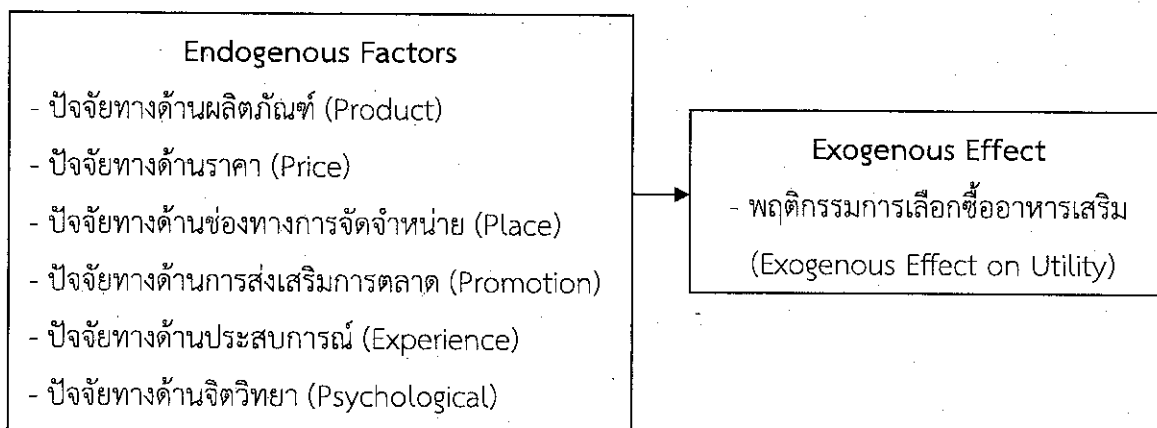 Endogenous Factors
- ปัจจัยทางด้านผลิตภัณฑ์ (Product)
- ปัจจัยทางด้านราคา (Price)
- ปัจจัยทางด้านช่องทางการจัดจำหน่าย (Place)
- ปัจจัยทางด้านการส่งเสริมการตลาด (Promotion)
- ปัจจัยทางด้านประสบการณ์ (Experience)
- ปัจจัยทางด้านจิตวิทยา (Psychological)
Exogenous Effect
- พฤติกรรมการเลือกซื้ออาหารเสริม
(Exogenous Effect on Utility)